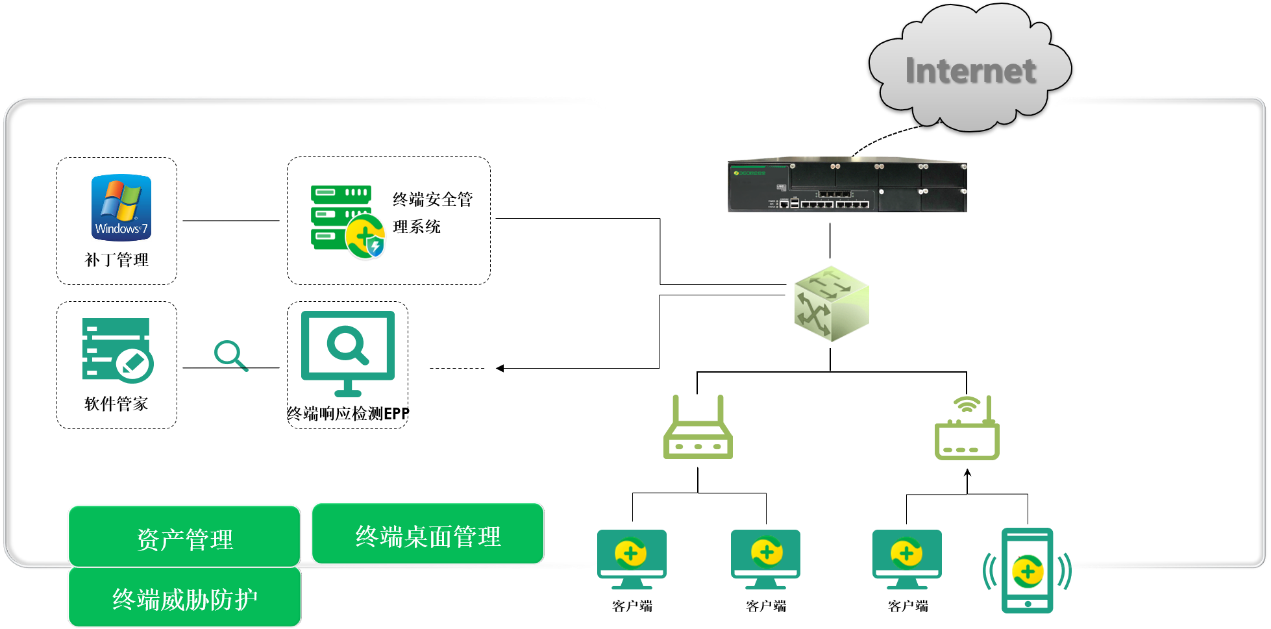 Internet
Windows 7
补丁管理
终端安全管
理系统
软件管家
终端响应检测EPP
资产管理
终端桌面管理
终端威胁防护
客户端
客户端
客户端